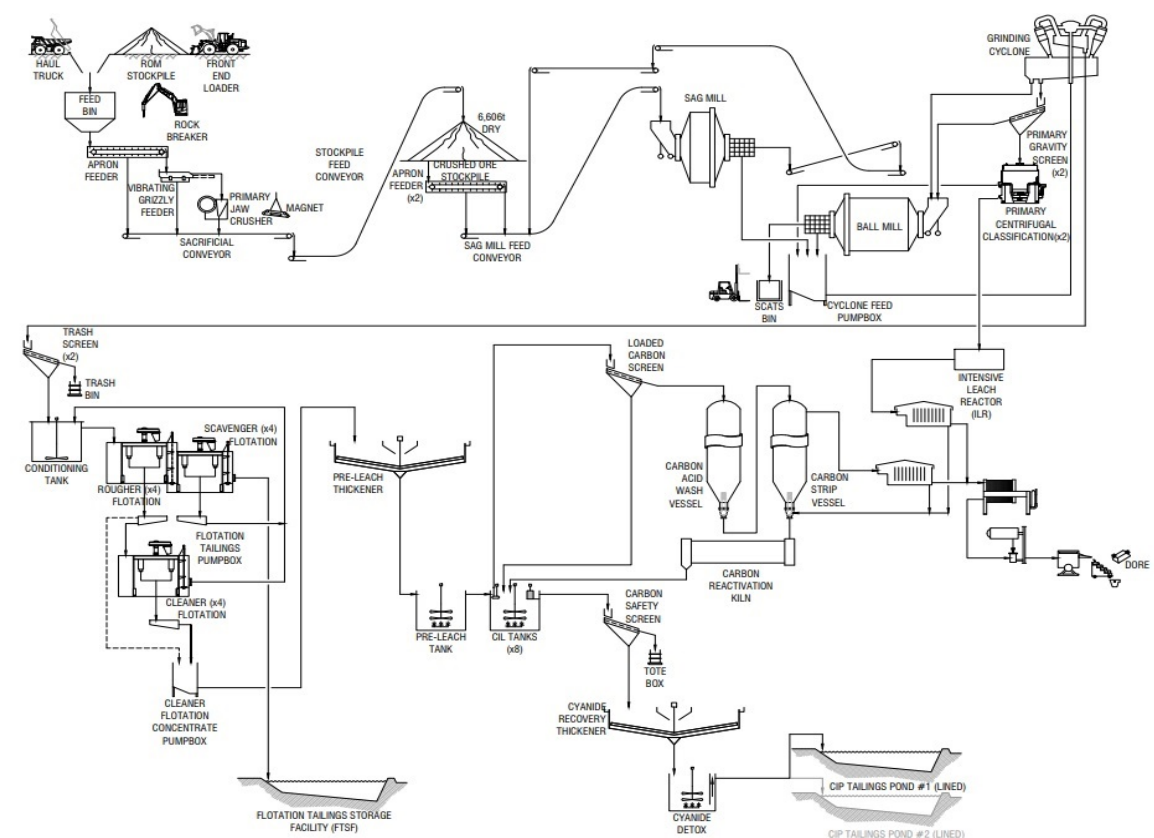 HAUL
TRUCK
ROM
STOCKPILE
FRONT
END
LOADER
FEED
BIN
ROCK
BREAKER
APRON
FEEDER
VIBRATING
GRIZZLY
FEEDER
PRIMARY
JAW
CRUSHER
MAGNET
SACRIFICIAL
CONVEYOR
STOCKPILE
FEED
CONVEYOR
6,606t
DRY
CRUSHED ORE
STOCKPILE
APRON
FEEDER
(x2)
SAG MILL FEED
CONVEYOR
SAG MILL
GRINDING
CYCLONE
PRIMARY
GRAVITY
SCREEN
(x2)
PRIMARY
CENTRIFUGAL
CLASSIFICATION(x2)
BALL MILL
SCATS
BIN
CYCLONE FEED
PUMPBOX
TRASH
SCREEN
(x2)
TRASH
BIN
CONDITIONING
TANK
SCAVENGER (x4)
FLOTATION
ROUGHER (x4)
FLOTATION
FLOTATION
TAILINGS
PUMPBOX
CLEANER (x4)
FLOTATION
CLEANER
FLOTATION
CONCENTRATE
PUMPBOX
PRE-LEACH
THICKENER
LOADED
CARBON
SCREEN
CARBON
ACID
WASH
VESSEL
CARBON
STRIP
VESSEL
INTENSIVE
LEACH
REACTOR
(ILR)
CARBON
REACTIVATION
KILN
DORE
PRE-LEACH
TANK
CIL TANKS
(x8)
CARBON
SAFETY
SCREEN
TOTE
BOX
CYANIDE
RECOVERY
THICKENER
CYANIDE
DETOX
FLOTATION TAILINGS STORAGE
FACILITY (FTSF)
CIP TAILINGS POND #1 (LINED)
CIP TAILINGS POND #2 (LINED)